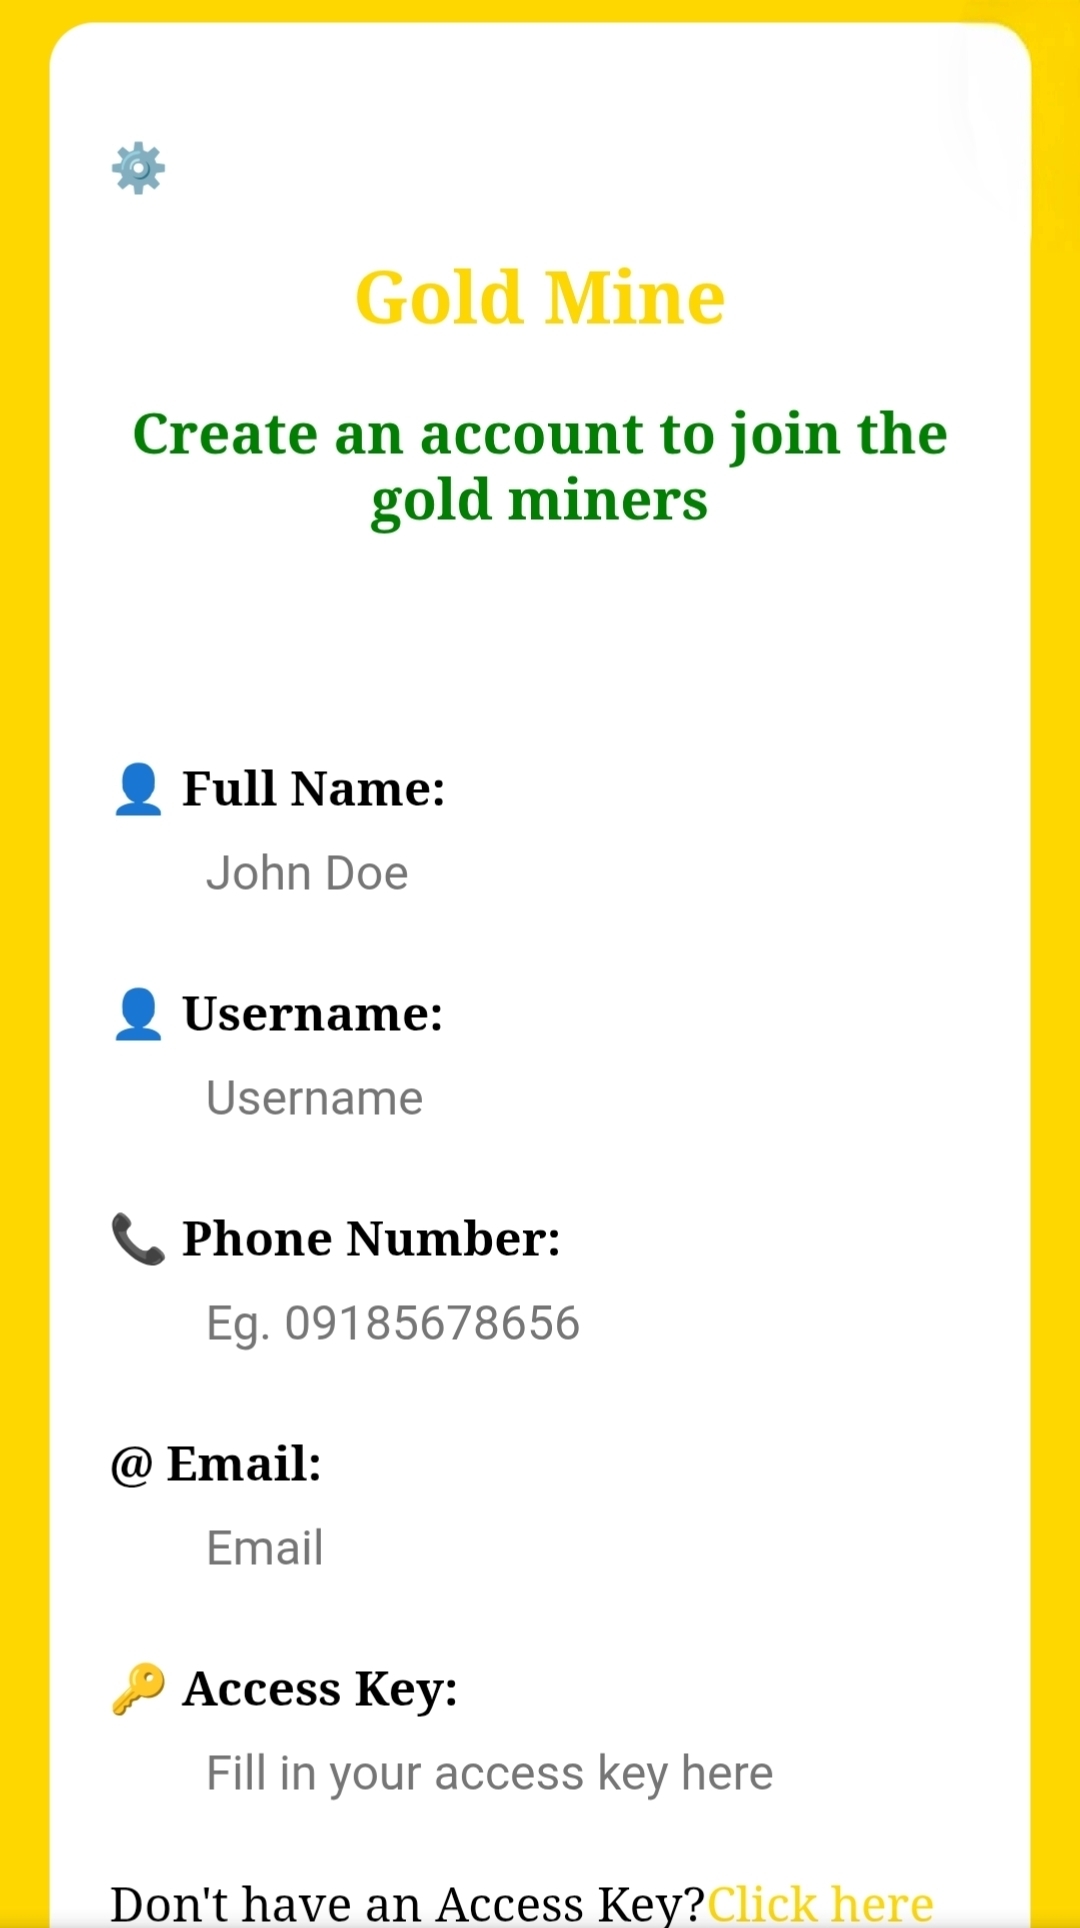 Gold Mine
Create an account to join the
gold miners
Full Name:
John Doe
Username:
Username
Phone Number:
Eg. 09185678656
@ Email:
Email
Access Key:
Fill in your access key here
Don't have an Access Key?Click here